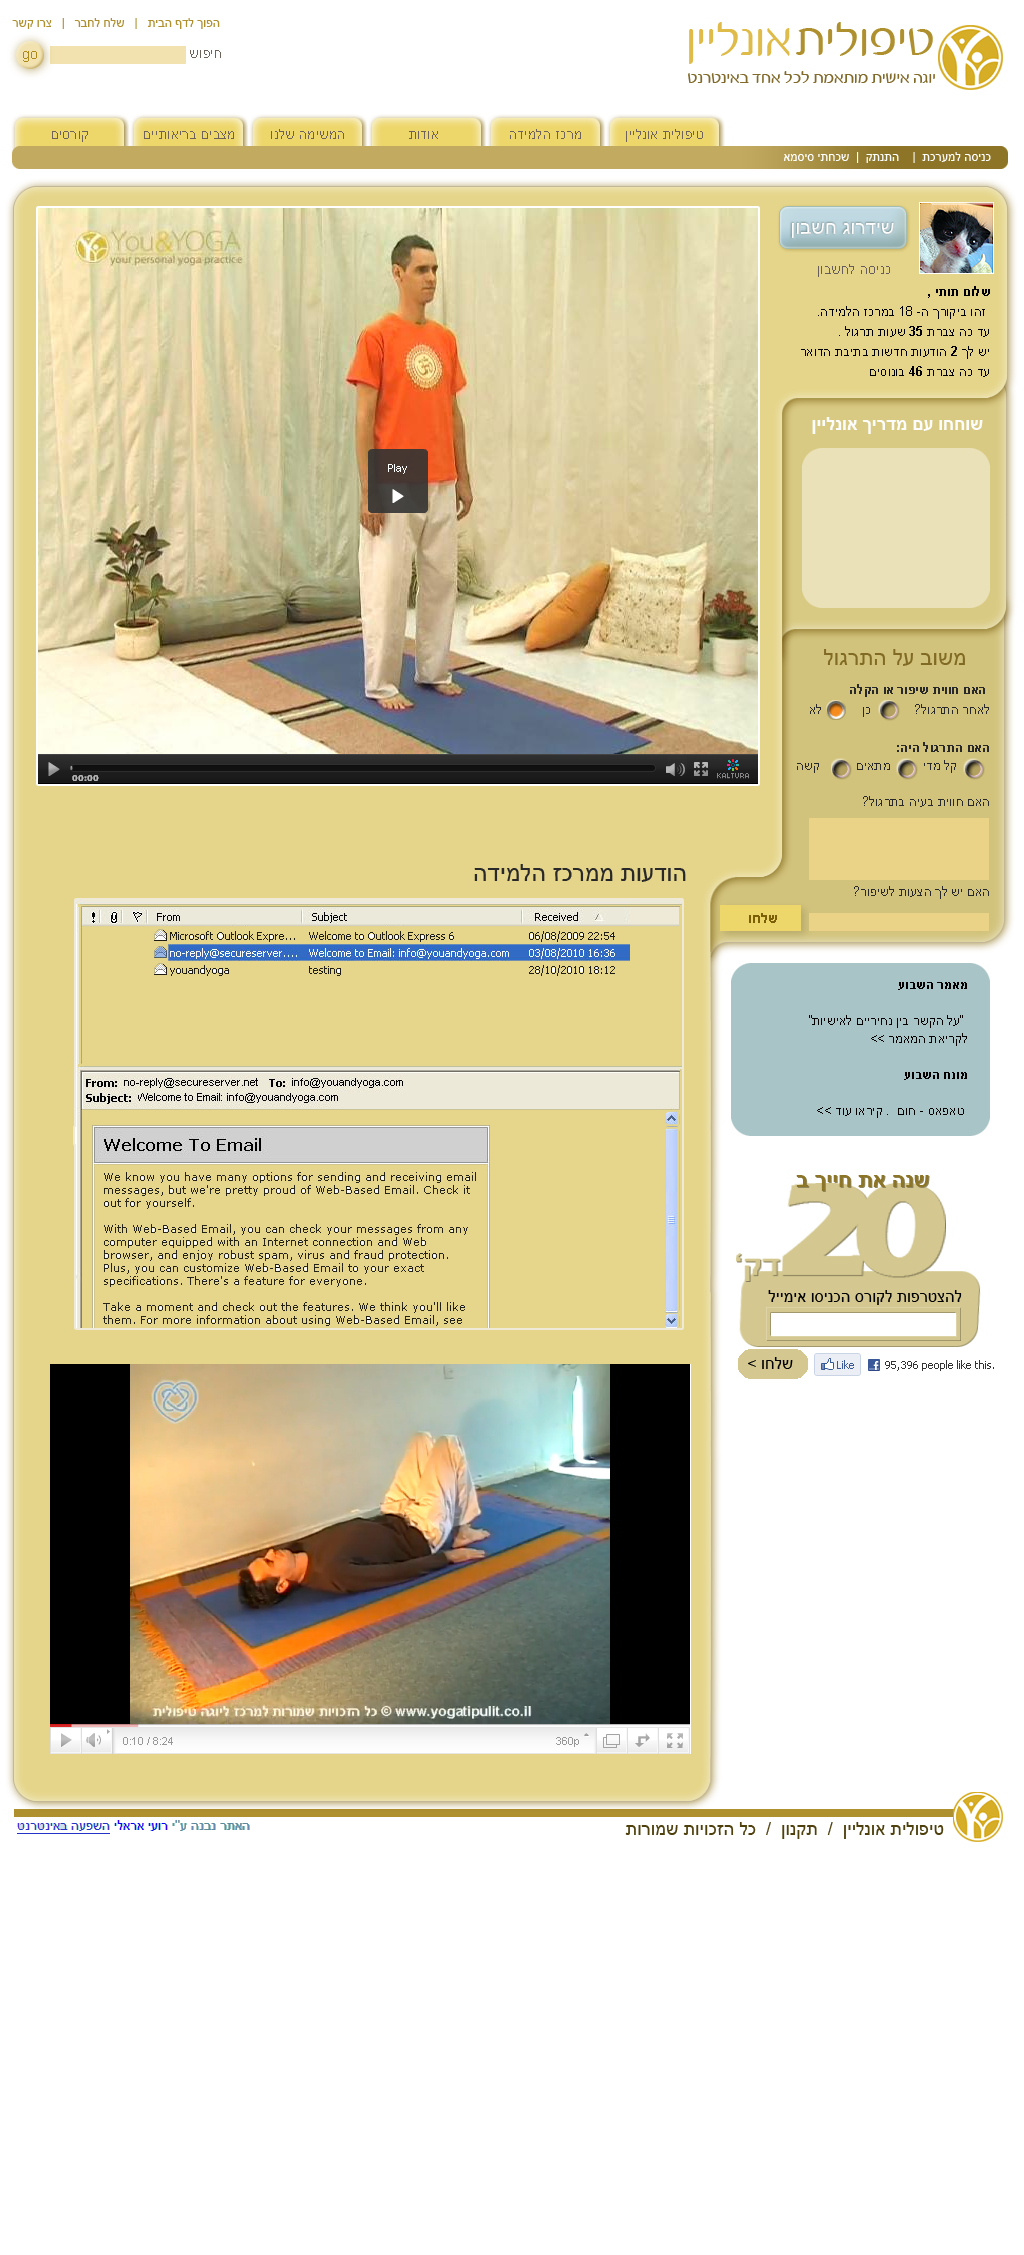 הפוך לדף הבית | שלח לחבר | צרו קשר
חיפוש
go
טיפולית אונליין
יוגה אישית מותאמת לכל אחד באינטרנט
טיפולית אונליין
מרכז הלמידה
אודות
המשימה שלנו
מצבים בריאותיים
קורסים
כניסה למערכת | התנתק | שכחתי סיסמא
שידרוג חשבון
כניסה לחשבון
שלום תותי ,
זהו ביקורך ה- 18 במרכז הלמידה.
עד כה צברת 35 שעות תרגול .
יש לך 2 הודעות חדשות בתיבת הדואר
עד כה צברת 46 בונוסים
You&YOGA
your personal yoga practice
Play
00:00
KALTURA
שוחחו עם מדריך אונליין
משוב על התרגול
האם חווית שיפור או הקלה
לאחר התרגול? כן לא
האם התרגול היה:
קל מדי מתאים קשה
האם חווית בעיה בתרגול?
האם יש לך הצעות לשיפור?
שלחו
הודעות ממרכז הלמידה
! From Subject Received
Microsoft Outlook Expre... Welcome to Outlook Express 6 06/08/2009 22:54
no-reply@secureserver.... Welcome to Email: info@youandyoga.com 03/08/2010 16:36
youandyoga testing 28/10/2010 18:12
From: no-reply@secureserver.net To: info@youandyoga.com
Subject: Welcome to Email: info@youandyoga.com
Welcome To Email
We know you have many options for sending and receiving email
messages, but we're pretty proud of Web-Based Email. Check it
out for yourself.
With Web-Based Email, you can check your messages from any
computer equipped with an Internet connection and Web
browser, and enjoy robust spam, virus and fraud protection.
Plus, you can customize Web-Based Email to your exact
specifications. There's a feature for everyone.
Take a moment and check out the features. We think you'll like
them. For more information about using Web-Based Email, see
מאמר השבוע
"על הקשר בין נחיריים לאישיות"
לקריאת המאמר >>
מונח השבוע
טאפאס - חום . קיראו עוד >>
שנה את חייך ב
20
דק'
להצטרפות לקורס הכניסו אימייל
שלחו >
Like
95,396 people like this.
כל הזכויות שמורות למרכז ליוגה טיפולית © www.yogatipulit.co.il
0:10 / 8:24
360p
טיפולית אונליין / תקנון / כל הזכויות שמורות
האתר נבנה ע"י רועי אראלי השפעה באינטרנט